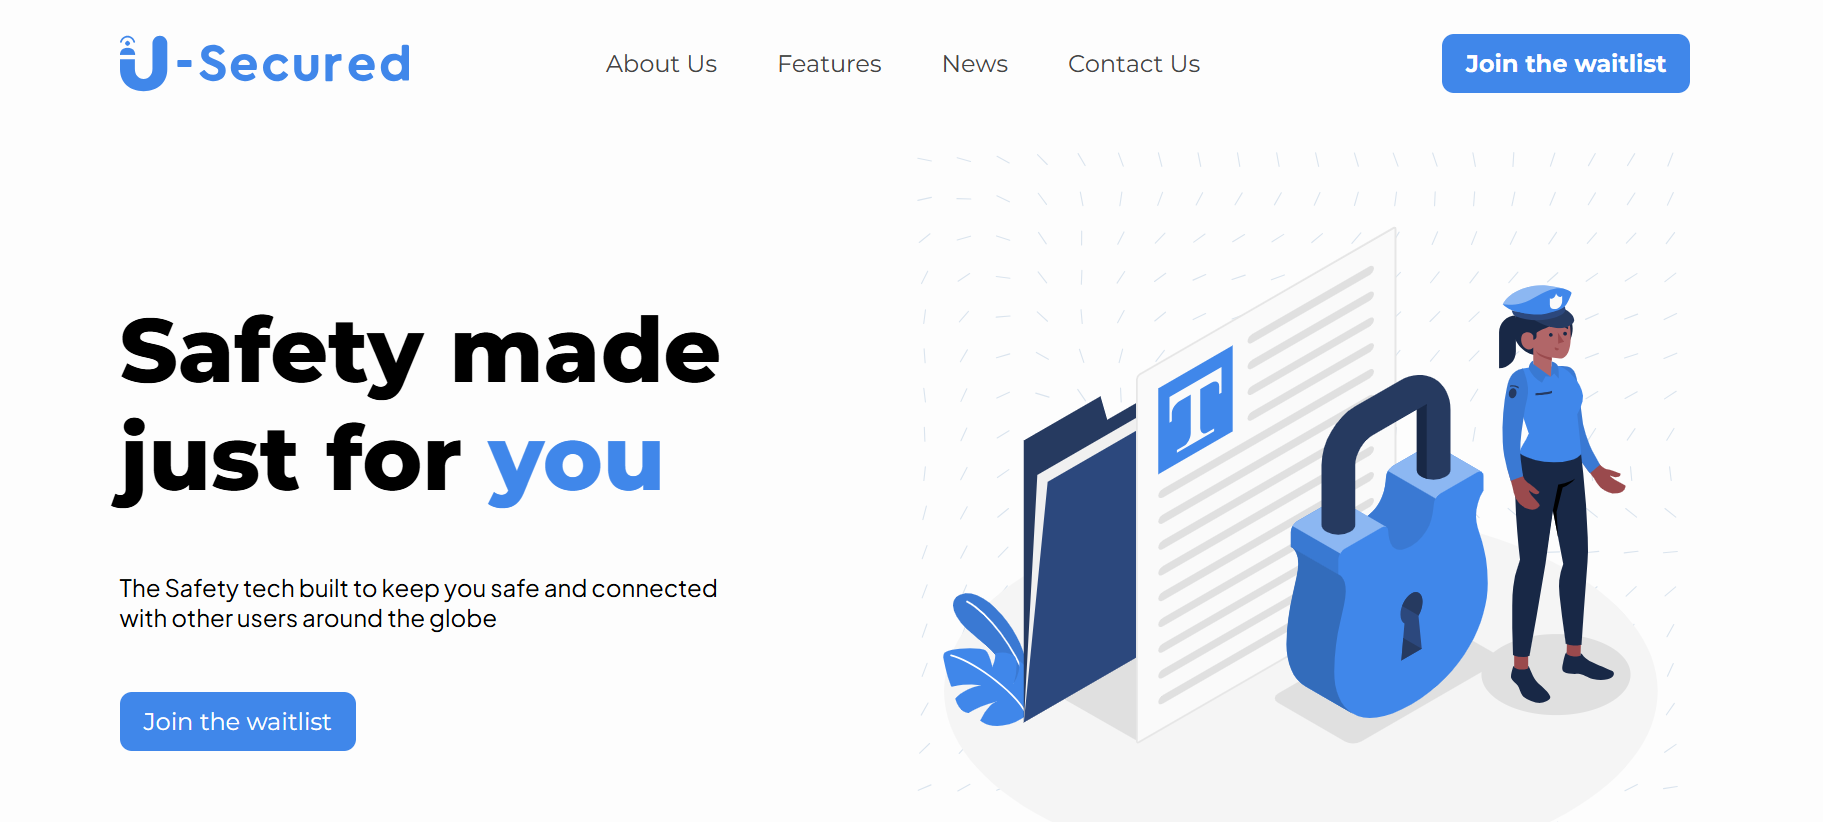 U-Secured
About Us
Features
News
Contact Us
Join the waitlist
Safety made
just for you
The Safety tech built to keep you safe and connected
with other users around the globe
Join the waitlist
T